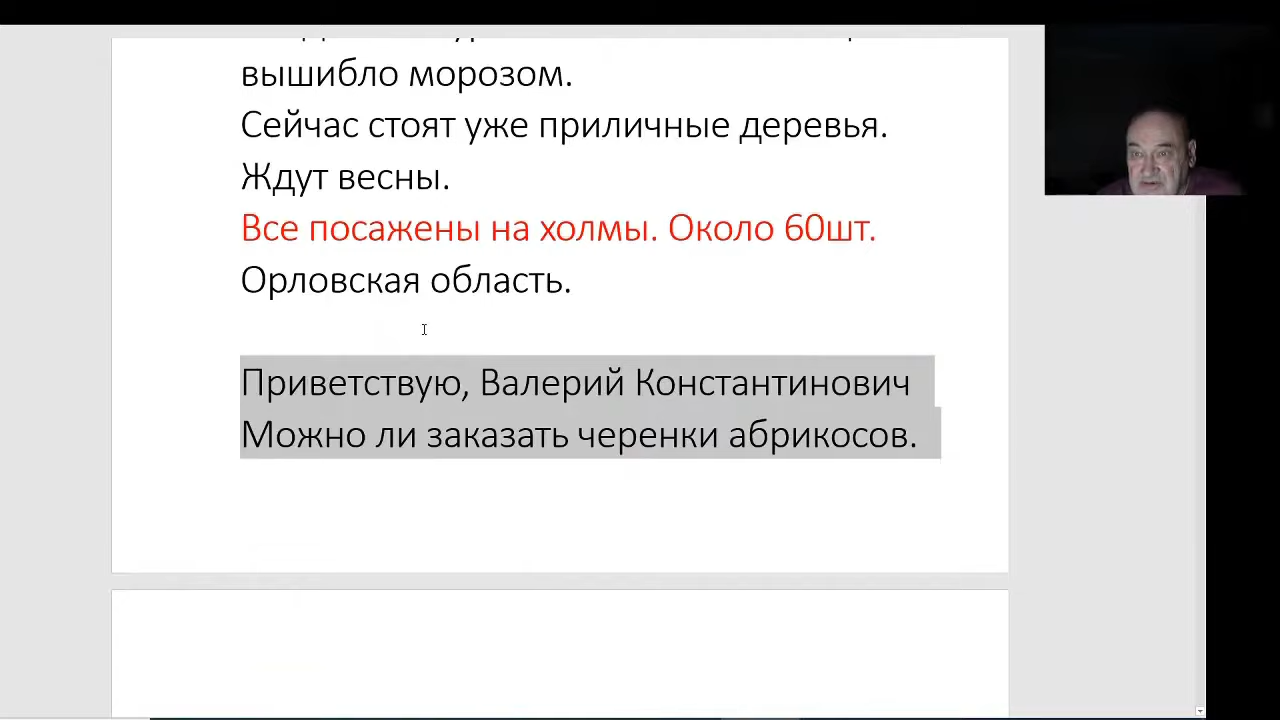 вышибло морозом.
Сейчас стоят уже приличные деревья.
Ждут весны.
Все посажены на холмы. Около 60шт.
Орловская область.
Приветствую, Валерий Константинович
Можно ли заказать черенки абрикосов.